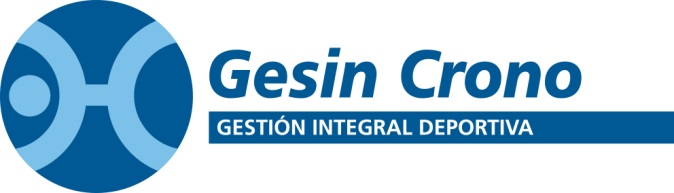 Gesin Crono
GESTIÓN INTEGRAL DEPORTIVA